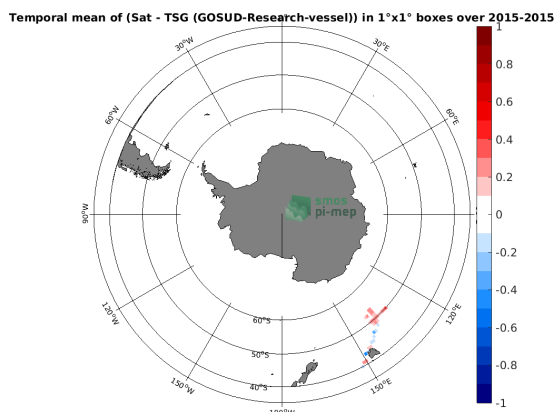 Temporal mean of (Sat - TSG (GOSUD-Research-vessel)) in 1°x1° boxes over 2015-2015
30°W
30°E
60°W
60°E
90°W
smos
pi-mep
120°W
120°E
150°W
150°E
60°S
50°S
40°S
1
0.8
0.6
0.4
0.2
0
-0.2
-0.4
-0.6
-0.8
-1